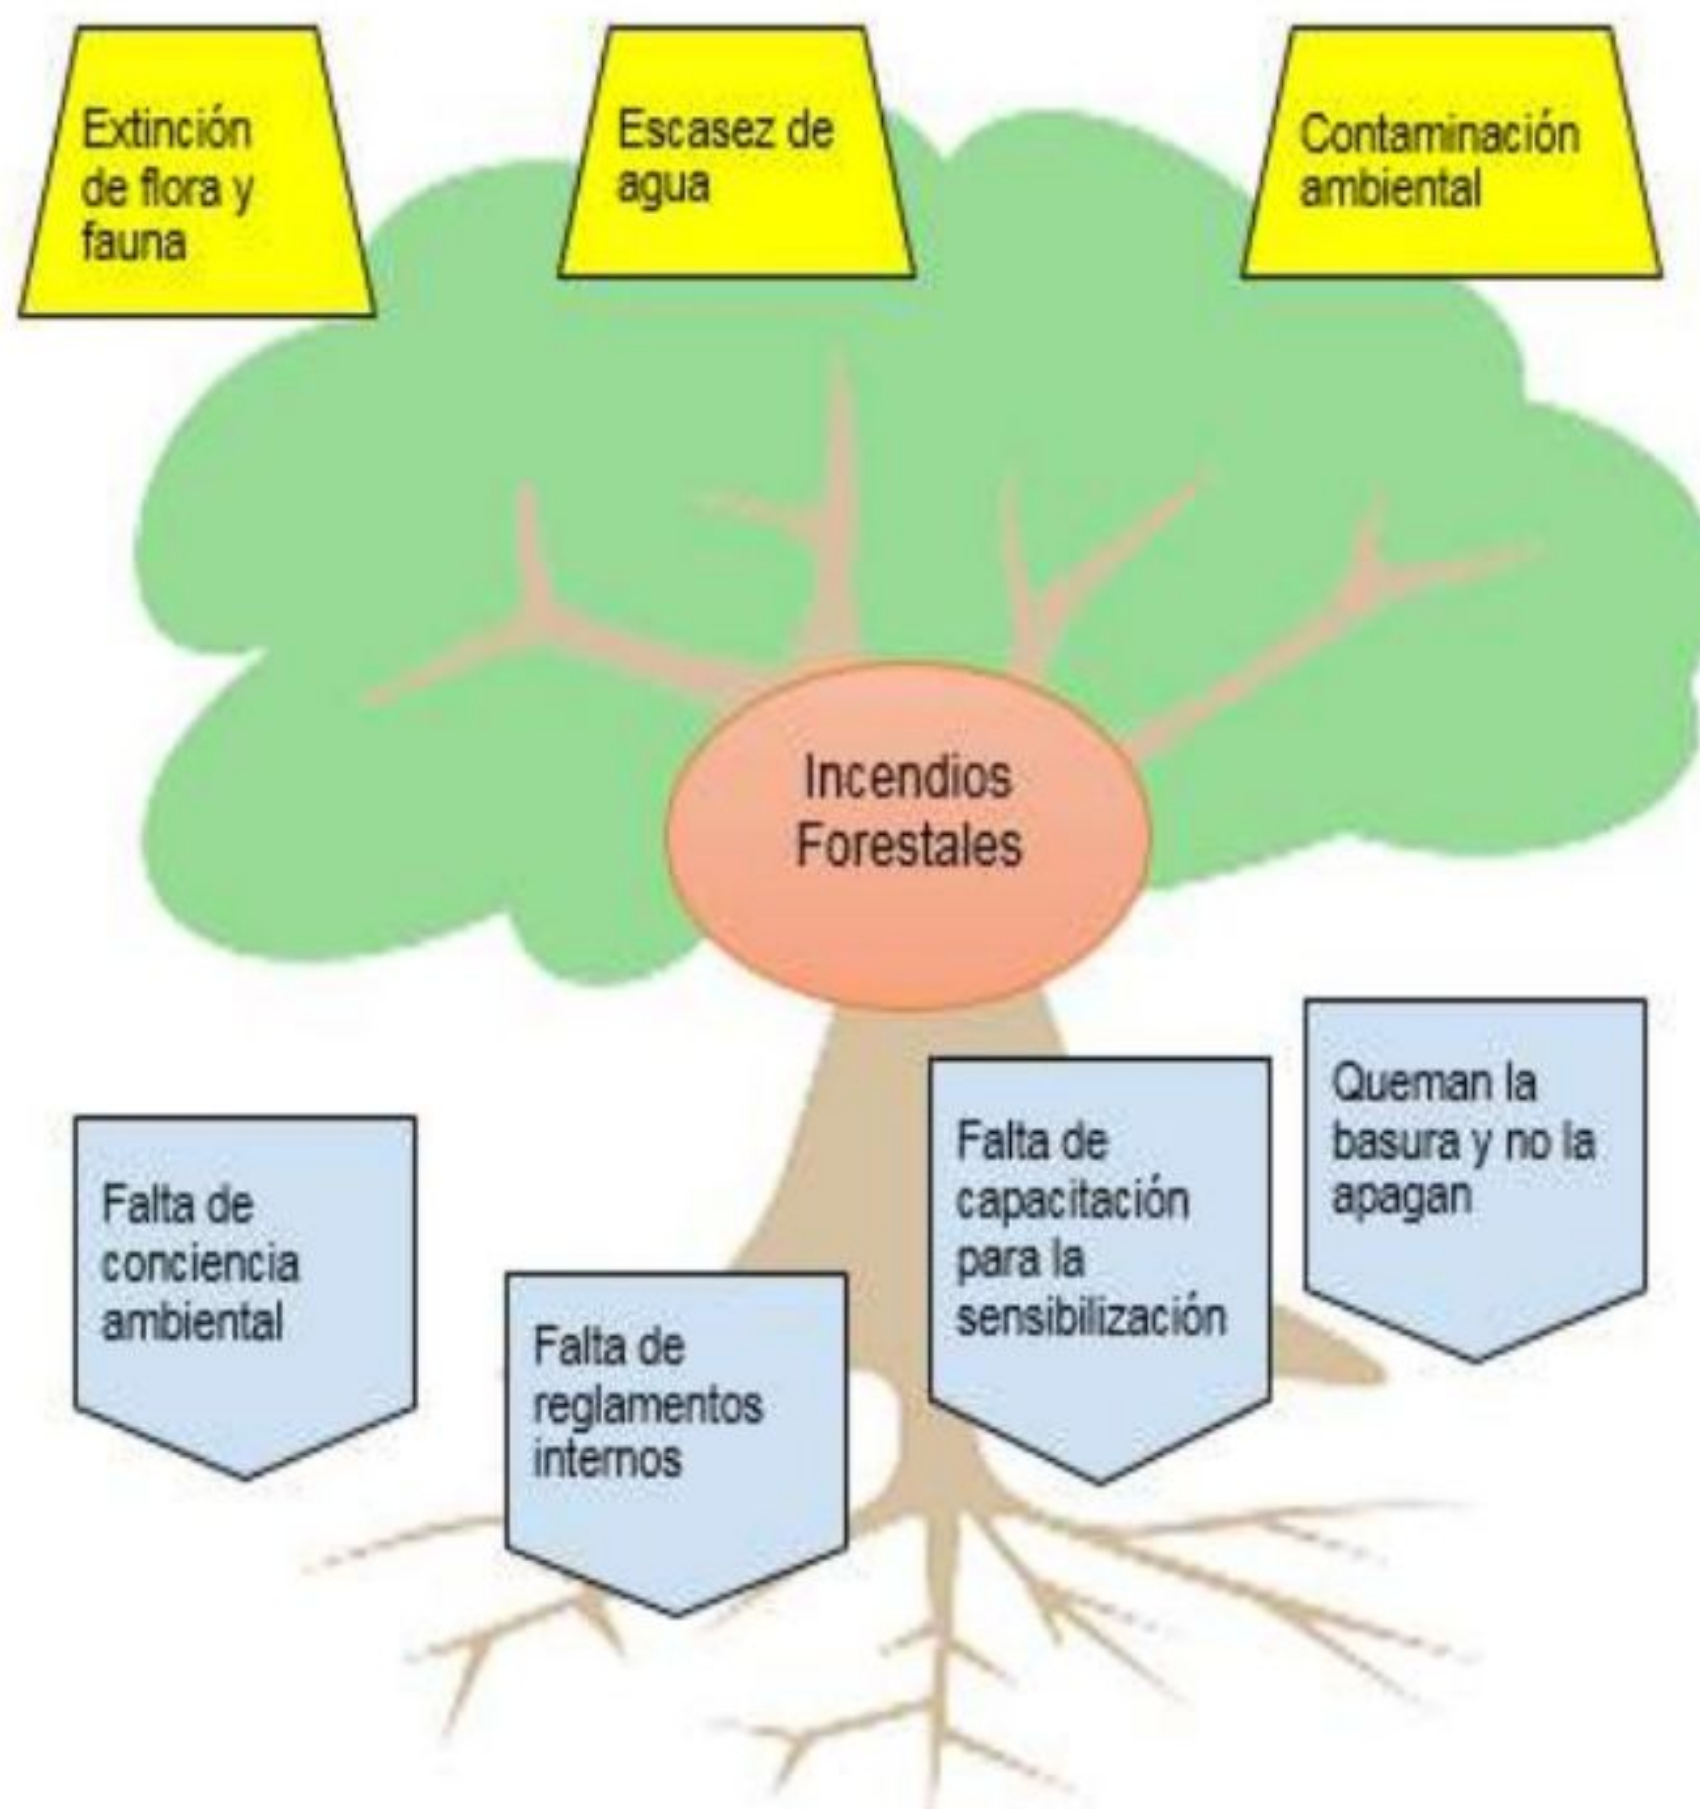 Extinción
de flora y
fauna
Escasez de
agua
Contaminación
ambiental
Incendios
Forestales
Falta de
conciencia
ambiental
Falta de
reglamentos
internos
Falta de
capacitación
para la
sensibilización
Queman la
basura y no la
apagan